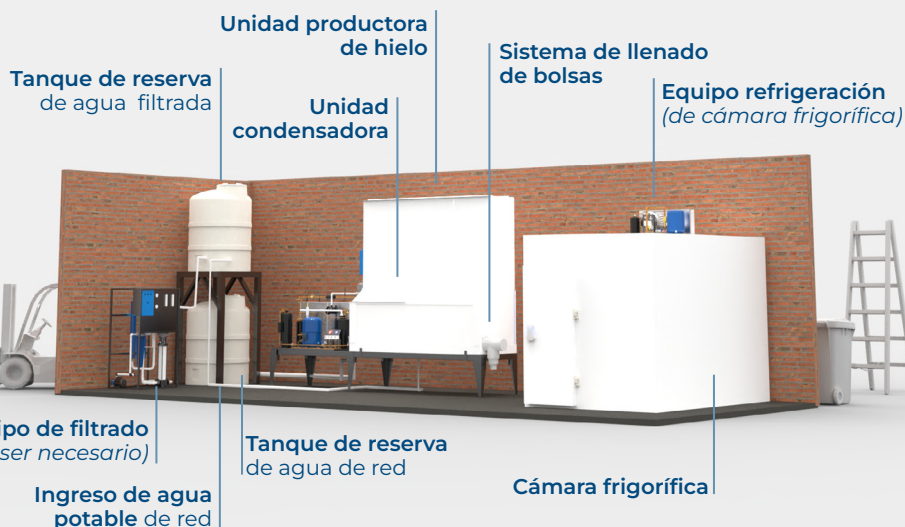 Unidad productora
de hielo
Sistema de llenado
de bolsas
Tanque de reserva
de agua filtrada
Unidad
condensadora
Equipo refrigeración
(de cámara frigorífica)
ipo de filtrado
ser necesario)
Tanque de reserva
de agua de red
Ingreso de agua
potable de red
Cámara frigorífica